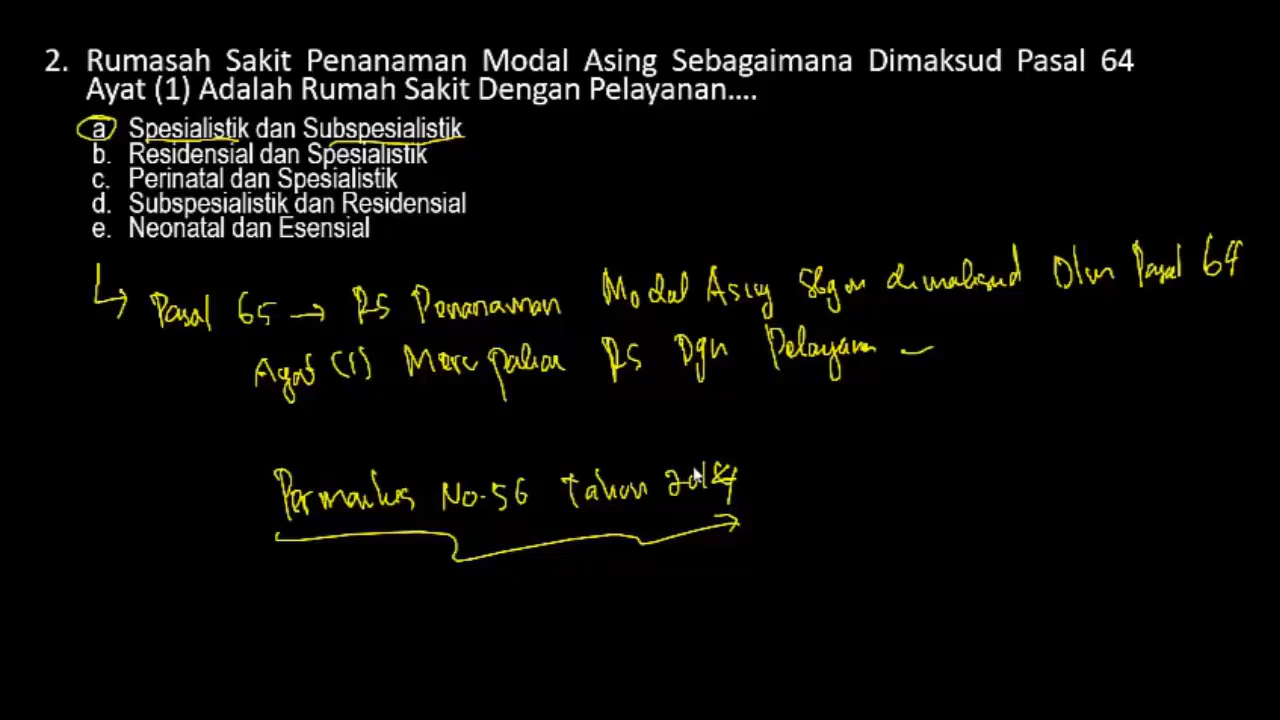 2. Rumasah Sakit Penanaman Modal Asing Sebagaimana Dimaksud Pasal 64
Ayat (1) Adalah Rumah Sakit Dengan Pelayanan....
a Spesialistik dan Subspesialistik
b. Residensial dan Spesialistik
c. Perinatal dan Spesialistik
d. Subspesialistik dan Residensial
e. Neonatal dan Esensial
Pasal 65 → RS Penanaman Modal Asing Sbgan dimaksud Dlm Pasal 64
Ayat (1) Merupakan RS Dgn Pelayanan
Permenkes No.56 Tahun 2014